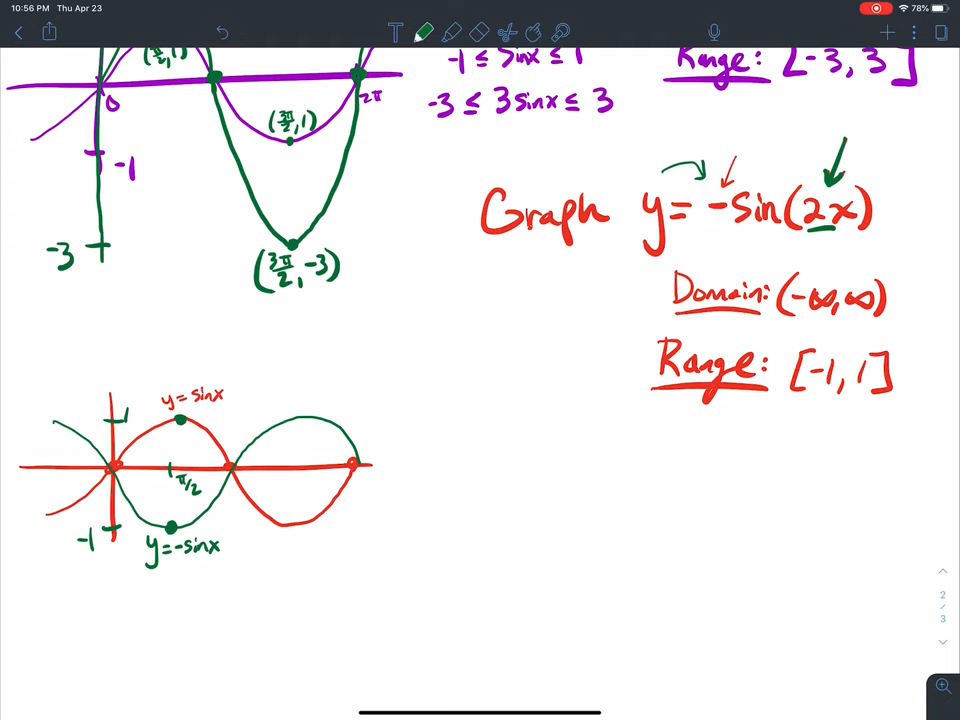 10:56 PM Thu Apr 23
78%
T
(π/2, 1)
0
-1
-3
2π
(3π/2, 1)
(3π/2, -3)
-1 ≤ sinx ≤ 1
-3 ≤ 3sinx ≤ 3
Range: [-3, 3]
Graph y = -sin(2x)
Domain: (-∞, ∞)
Range: [-1, 1]
y = sinx
1
π/2
-1
y = -sinx
2
/
3